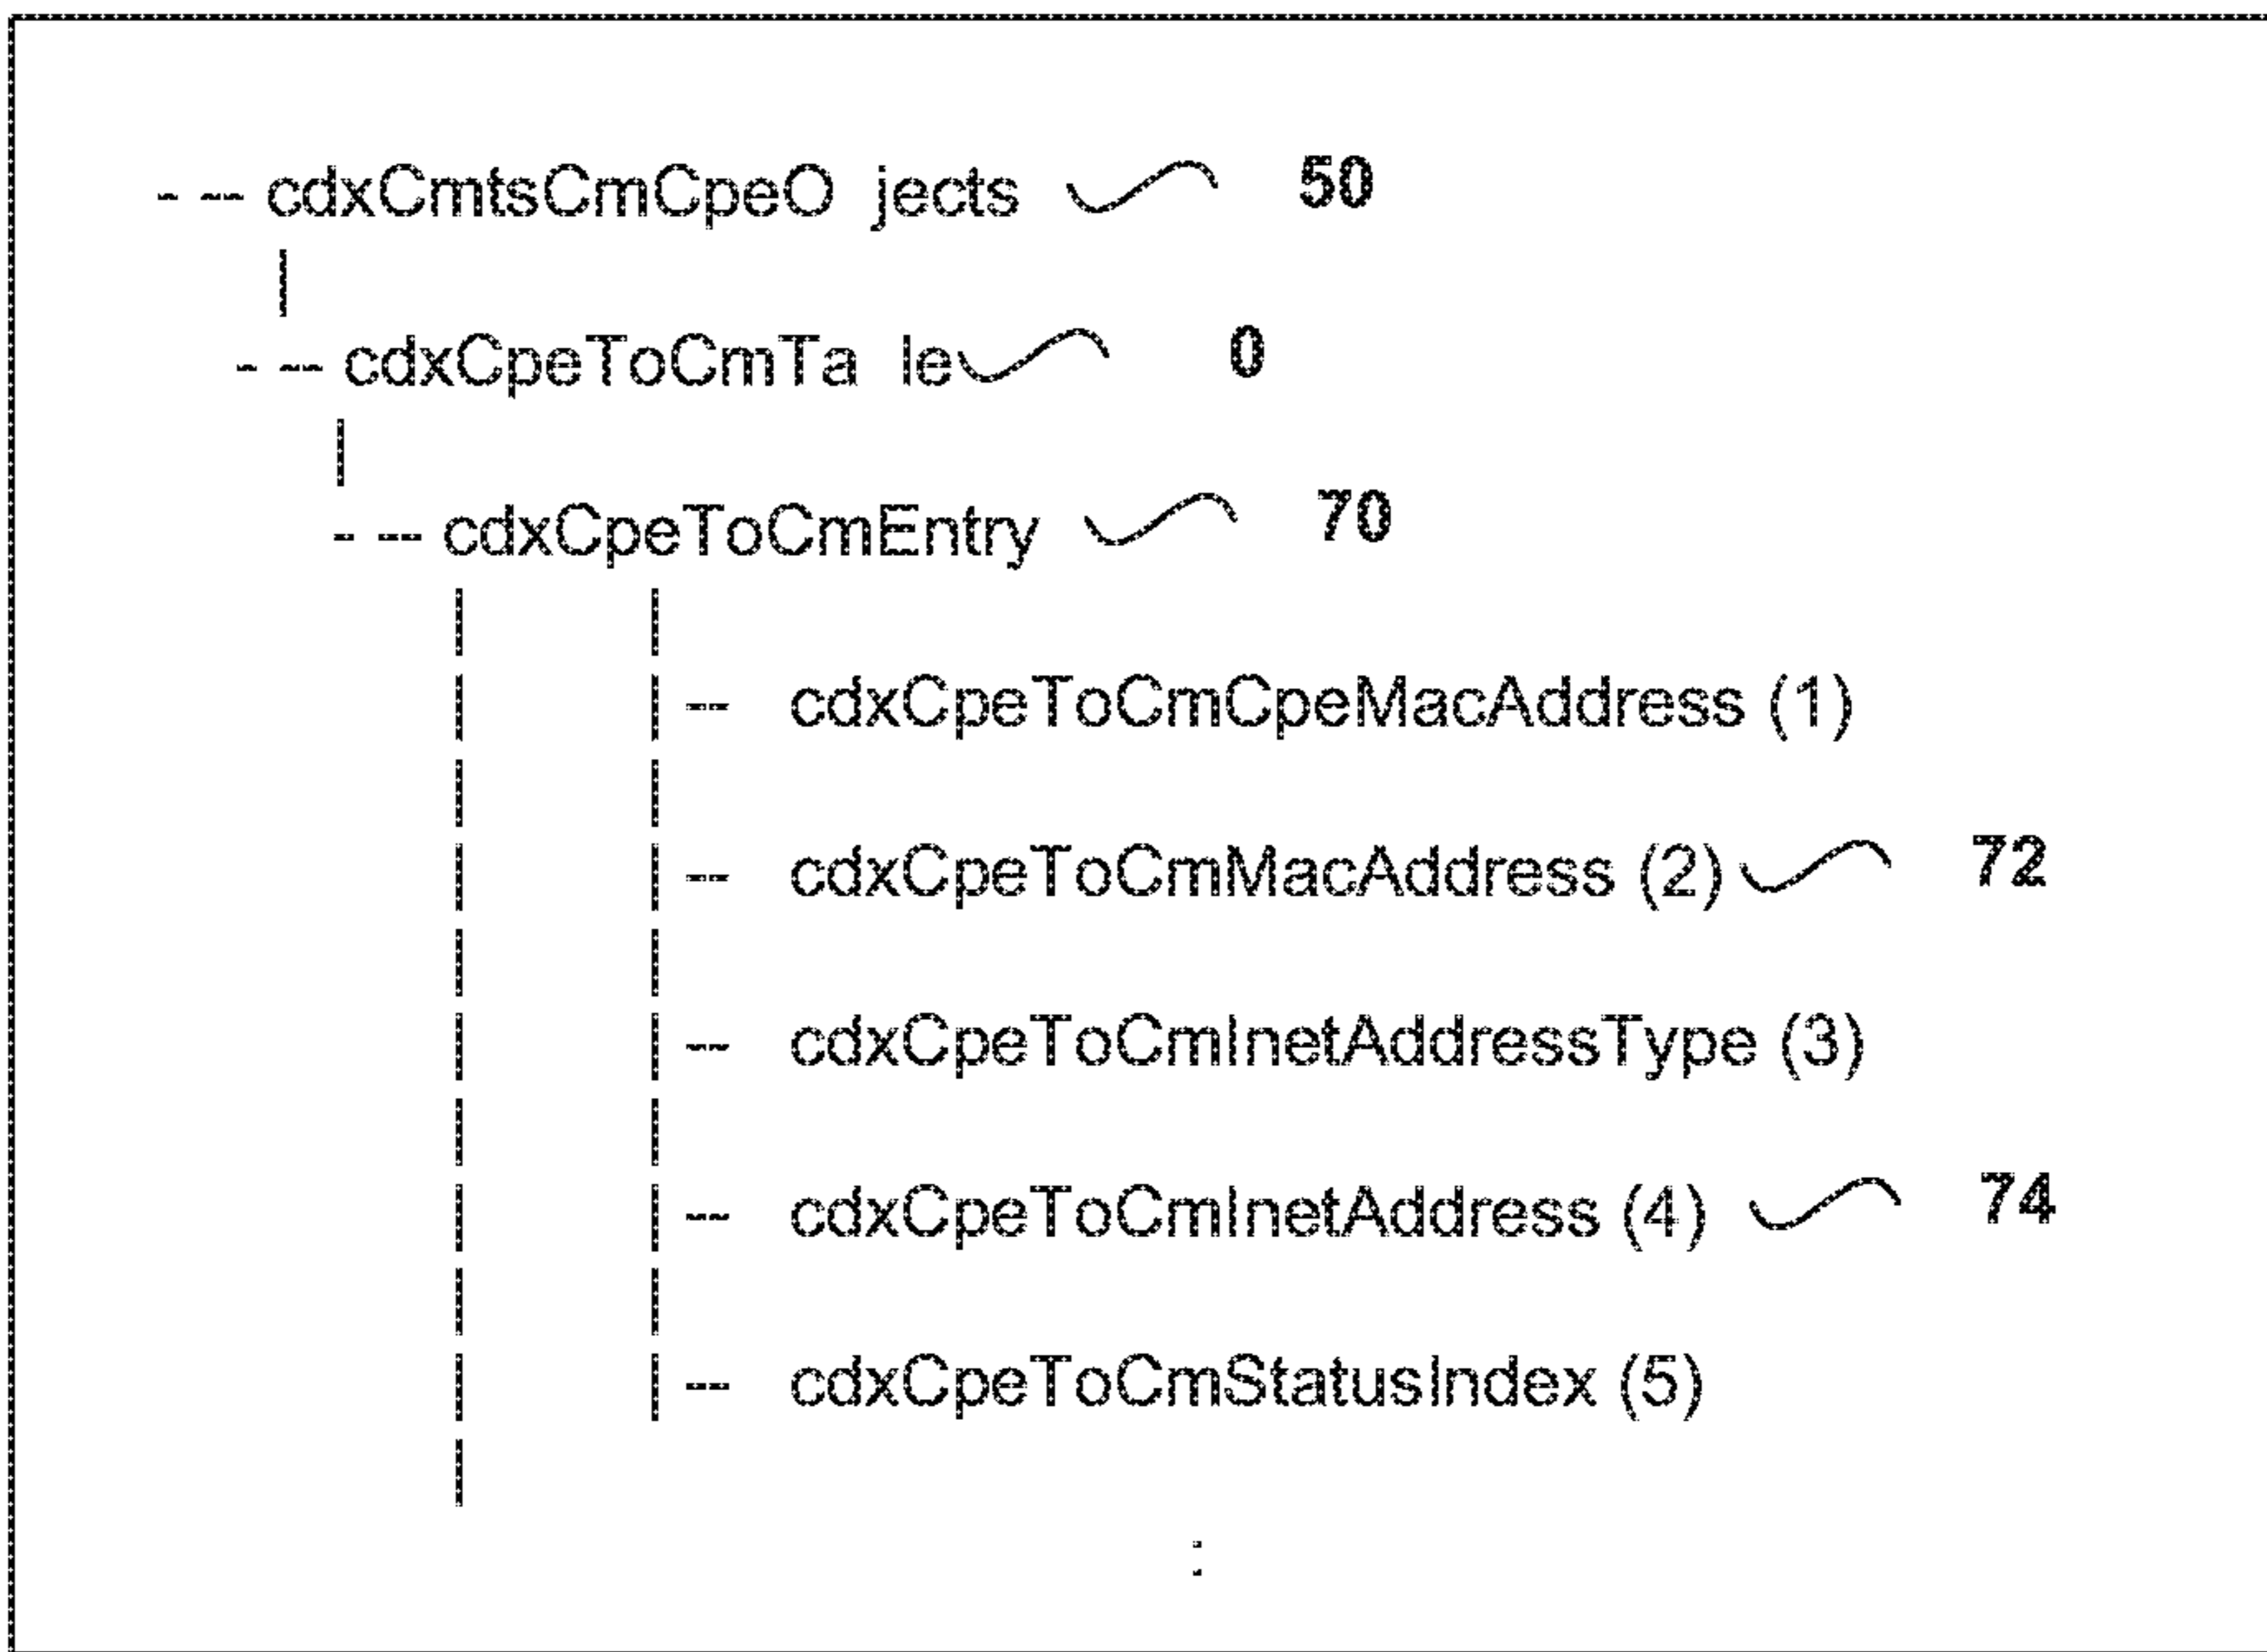 - -- cdxCmtsCmCpeO jects 50
|
- -- cdxCpeToCmTa le 0
|
- -- cdxCpeToCmEntry 70
| |
| |-- cdxCpeToCmCpeMacAddress (1)
| |
| |-- cdxCpeToCmMacAddress (2) 72
| |
| |-- cdxCpeToCmInetAddressType (3)
| |
| |-- cdxCpeToCmInetAddress (4) 74
| |
| |-- cdxCpeToCmStatusIndex (5)
|
: